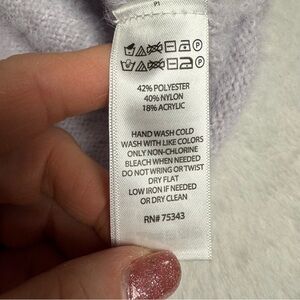 P1
42% POLYESTER
40% NYLON
18% ACRYLIC
HAND WASH COLD
WASH WITH LIKE COLORS
ONLY NON-CHLORINE
BLEACH WHEN NEEDED
DO NOT WRING OR TWIST
DRY FLAT
LOW IRON IF NEEDED
OR DRY CLEAN
RN# 75343